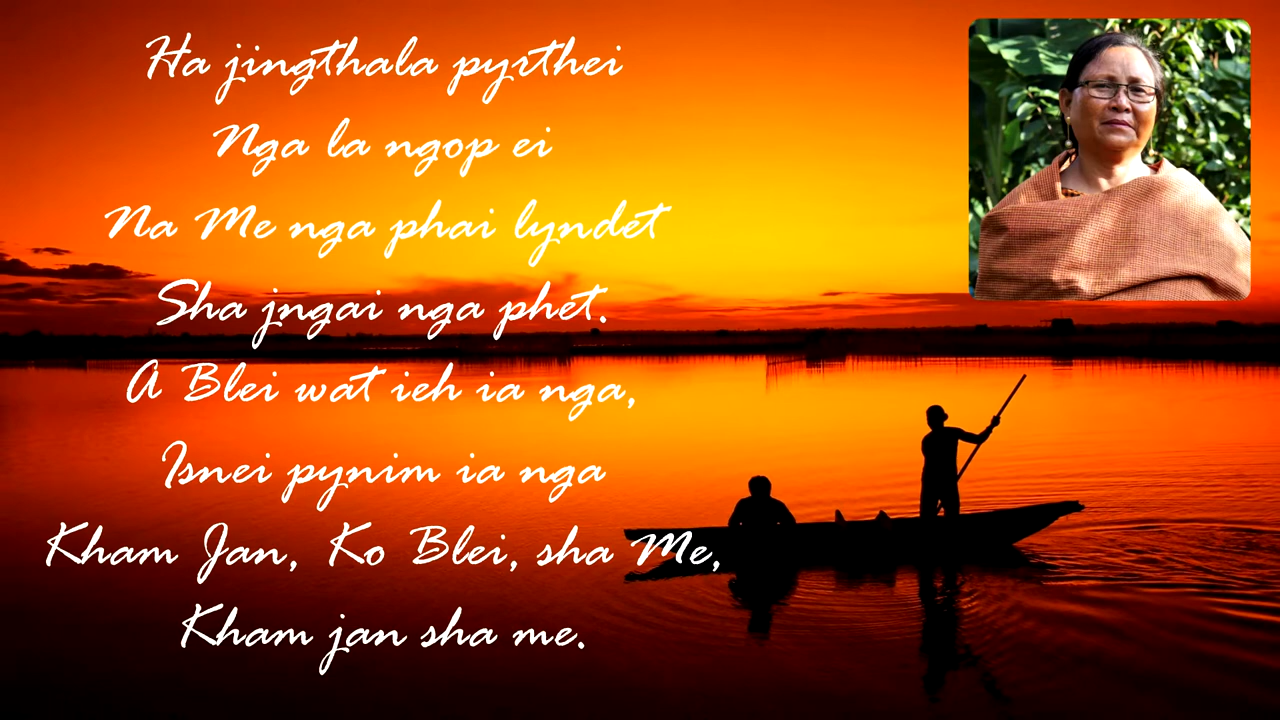 Ha jingthala pyrthei
Nga la ngop ei
Na Me nga phai lyndet
Sha jngai nga phet.
A Blei wat ieh ia nga,
Isnei pynim ia nga
Kham Jan, Ko Blei, sha Me,
Kham jan sha me.